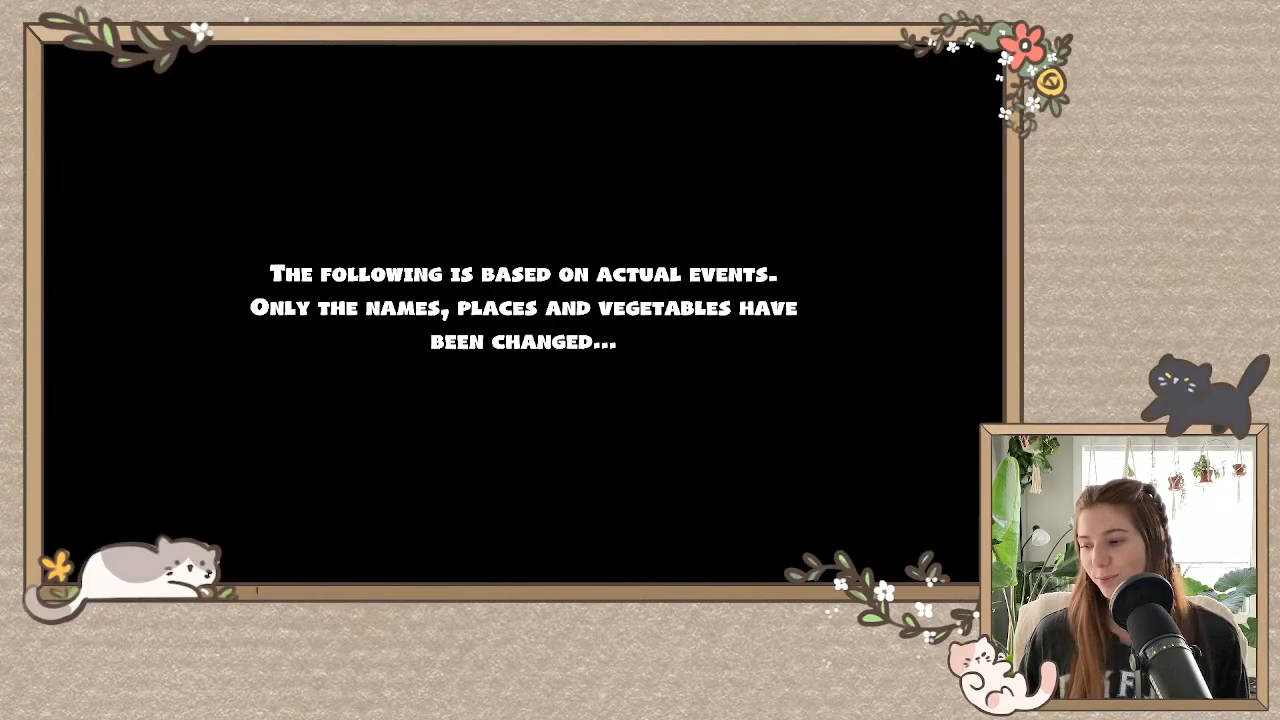 The following is based on actual events.
Only the names, places and vegetables have
been changed...